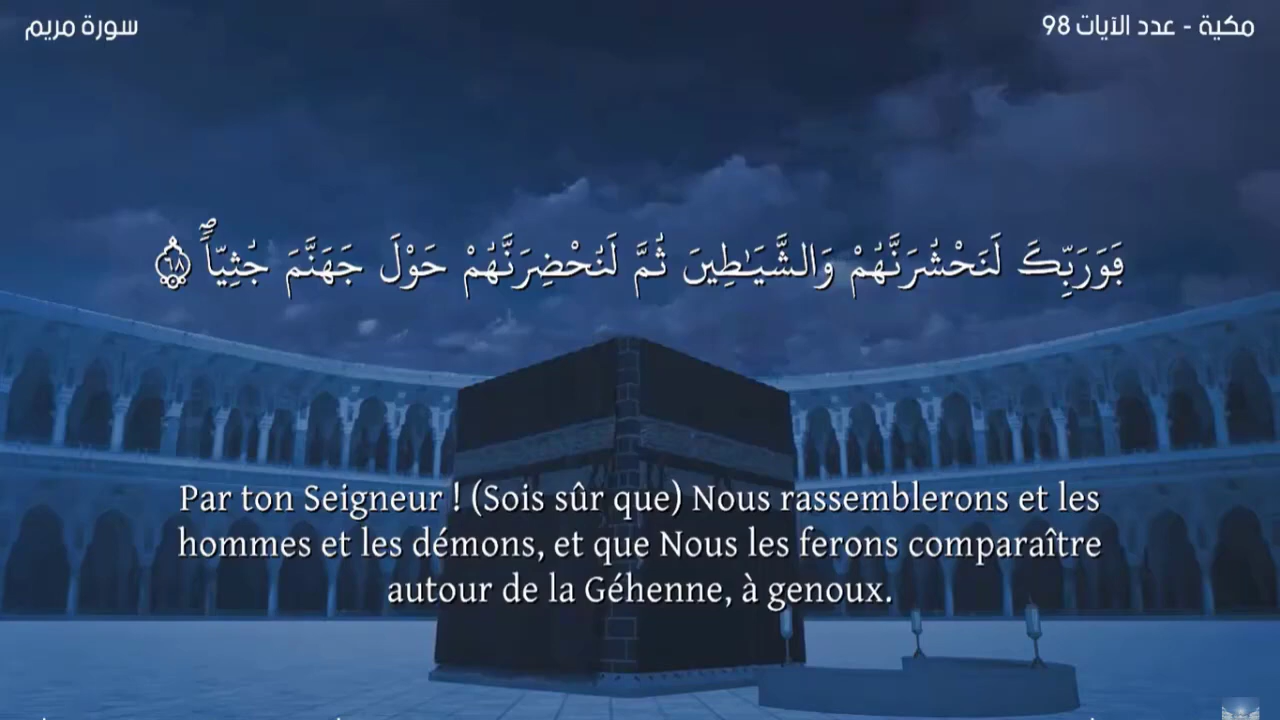 مكية - عدد الآيات 98
سورة مريم
فَوَرَبِّكَ لَنَحْشُرَنَّهُمْ وَالشَّيَٰطِينَ ثُمَّ لَنُحْضِرَنَّهُمْ حَوْلَ جَهَنَّمَ جُثِيّاًۖ ٦٨
Par ton Seigneur ! (Sois sûr que) Nous rassemblerons et les
hommes et les démons, et que Nous les ferons comparaître
autour de la Géhenne, à genoux.